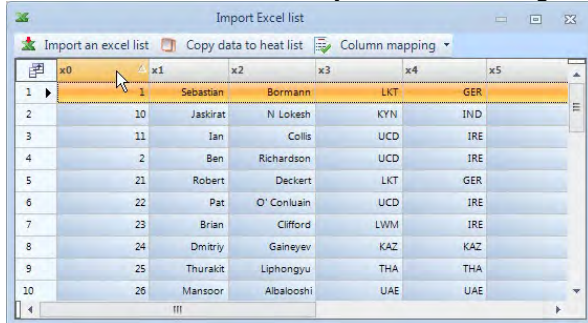 Import Excel list
Import an excel list Copy data to heat list Column mapping
x0 x1 x2 x3 x4 x5
1 1 Sebastian Bormann LKT GER
2 10 Jaskirat N Lokesh KYN IND
3 11 Ian Collis UCD IRE
4 2 Ben Richardson UCD IRE
5 21 Robert Deckert LKT GER
6 22 Pat O' Conluain UCD IRE
7 23 Brian Clifford LWM IRE
8 24 Dmitriy Gaineyev KAZ KAZ
9 25 Thurakit Liphongyu THA THA
10 26 Mansoor Albalooshi UAE UAE